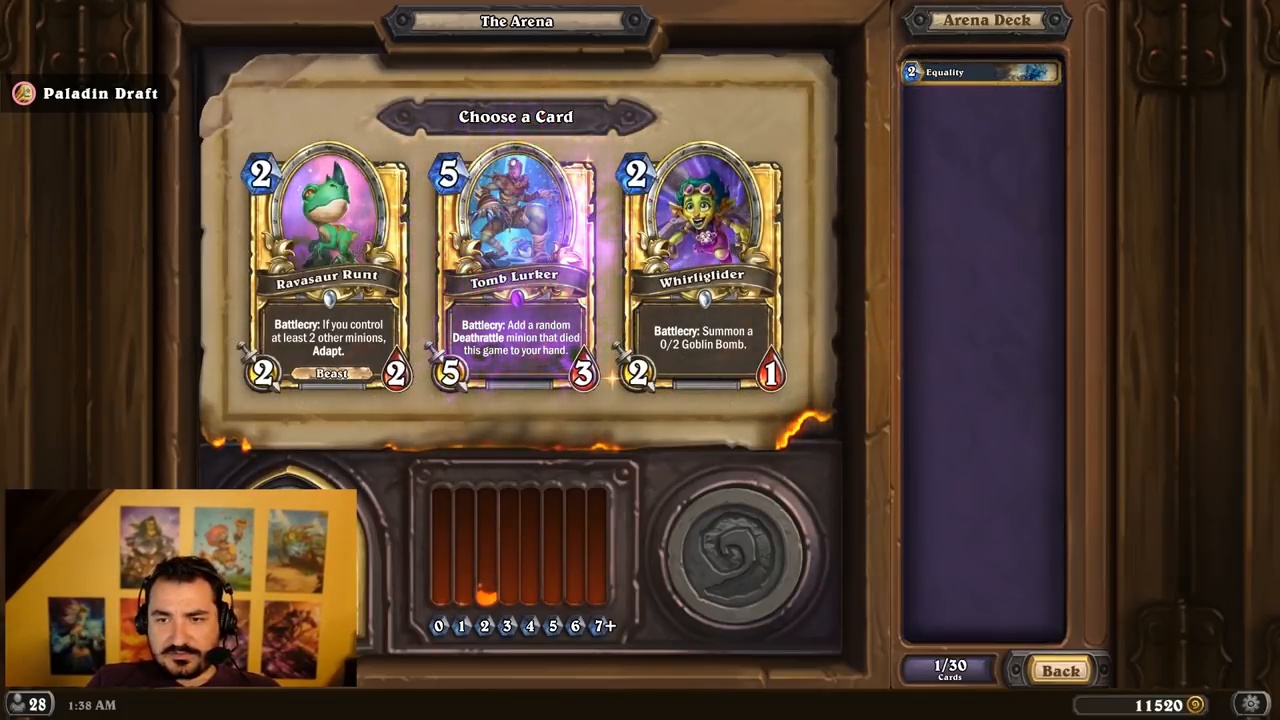 The Arena
Arena Deck
2 Equality
Paladin Draft
Choose a Card
2
5
2
Ravasaur Runt
Tomb Lurker
Whirliglider
Battlecry: If you control
at least 2 other minions,
Adapt.
Battlecry: Add a random
Deathrattle minion that died
this game to your hand.
Battlecry: Summon a
0/2 Goblin Bomb.
2 Beast 2
5 3
2 1
0 1 2 3 4 5 6 7+
1/30
Cards
Back
28
1:38 AM
11520